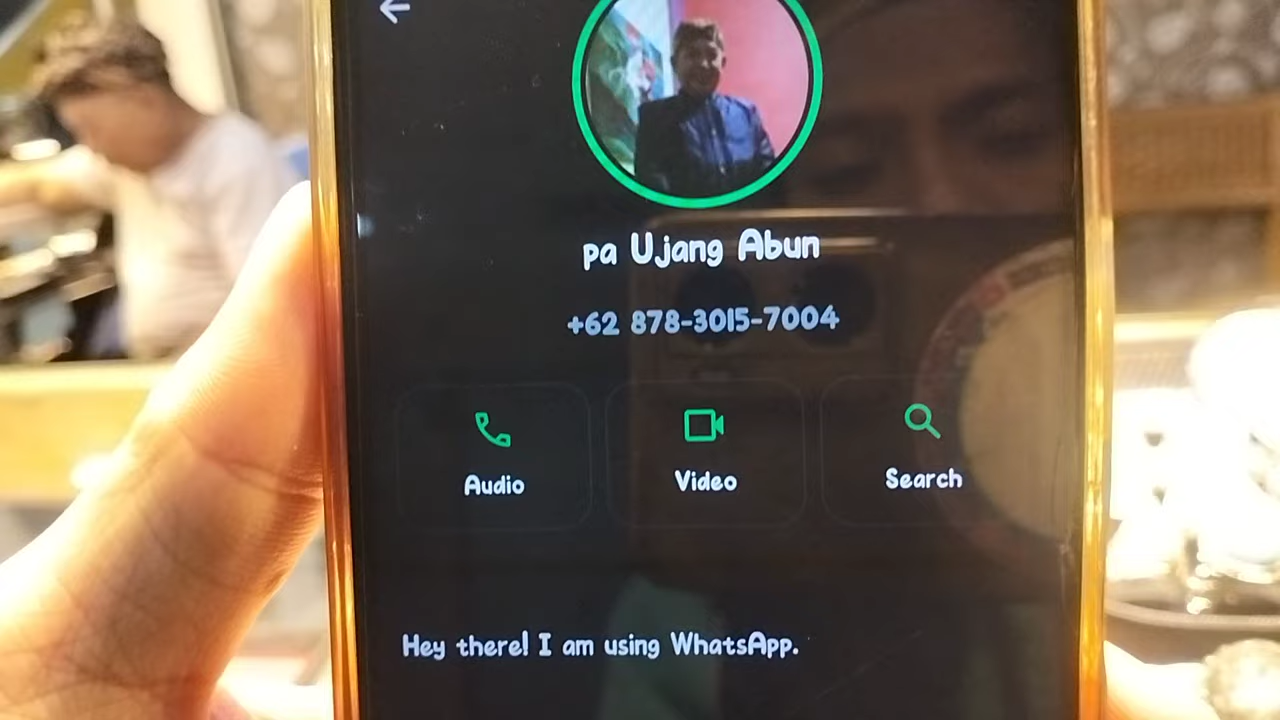 pa Ujang Abun
+62 878-3015-7004
Audio Video Search
Hey there! I am using WhatsApp.